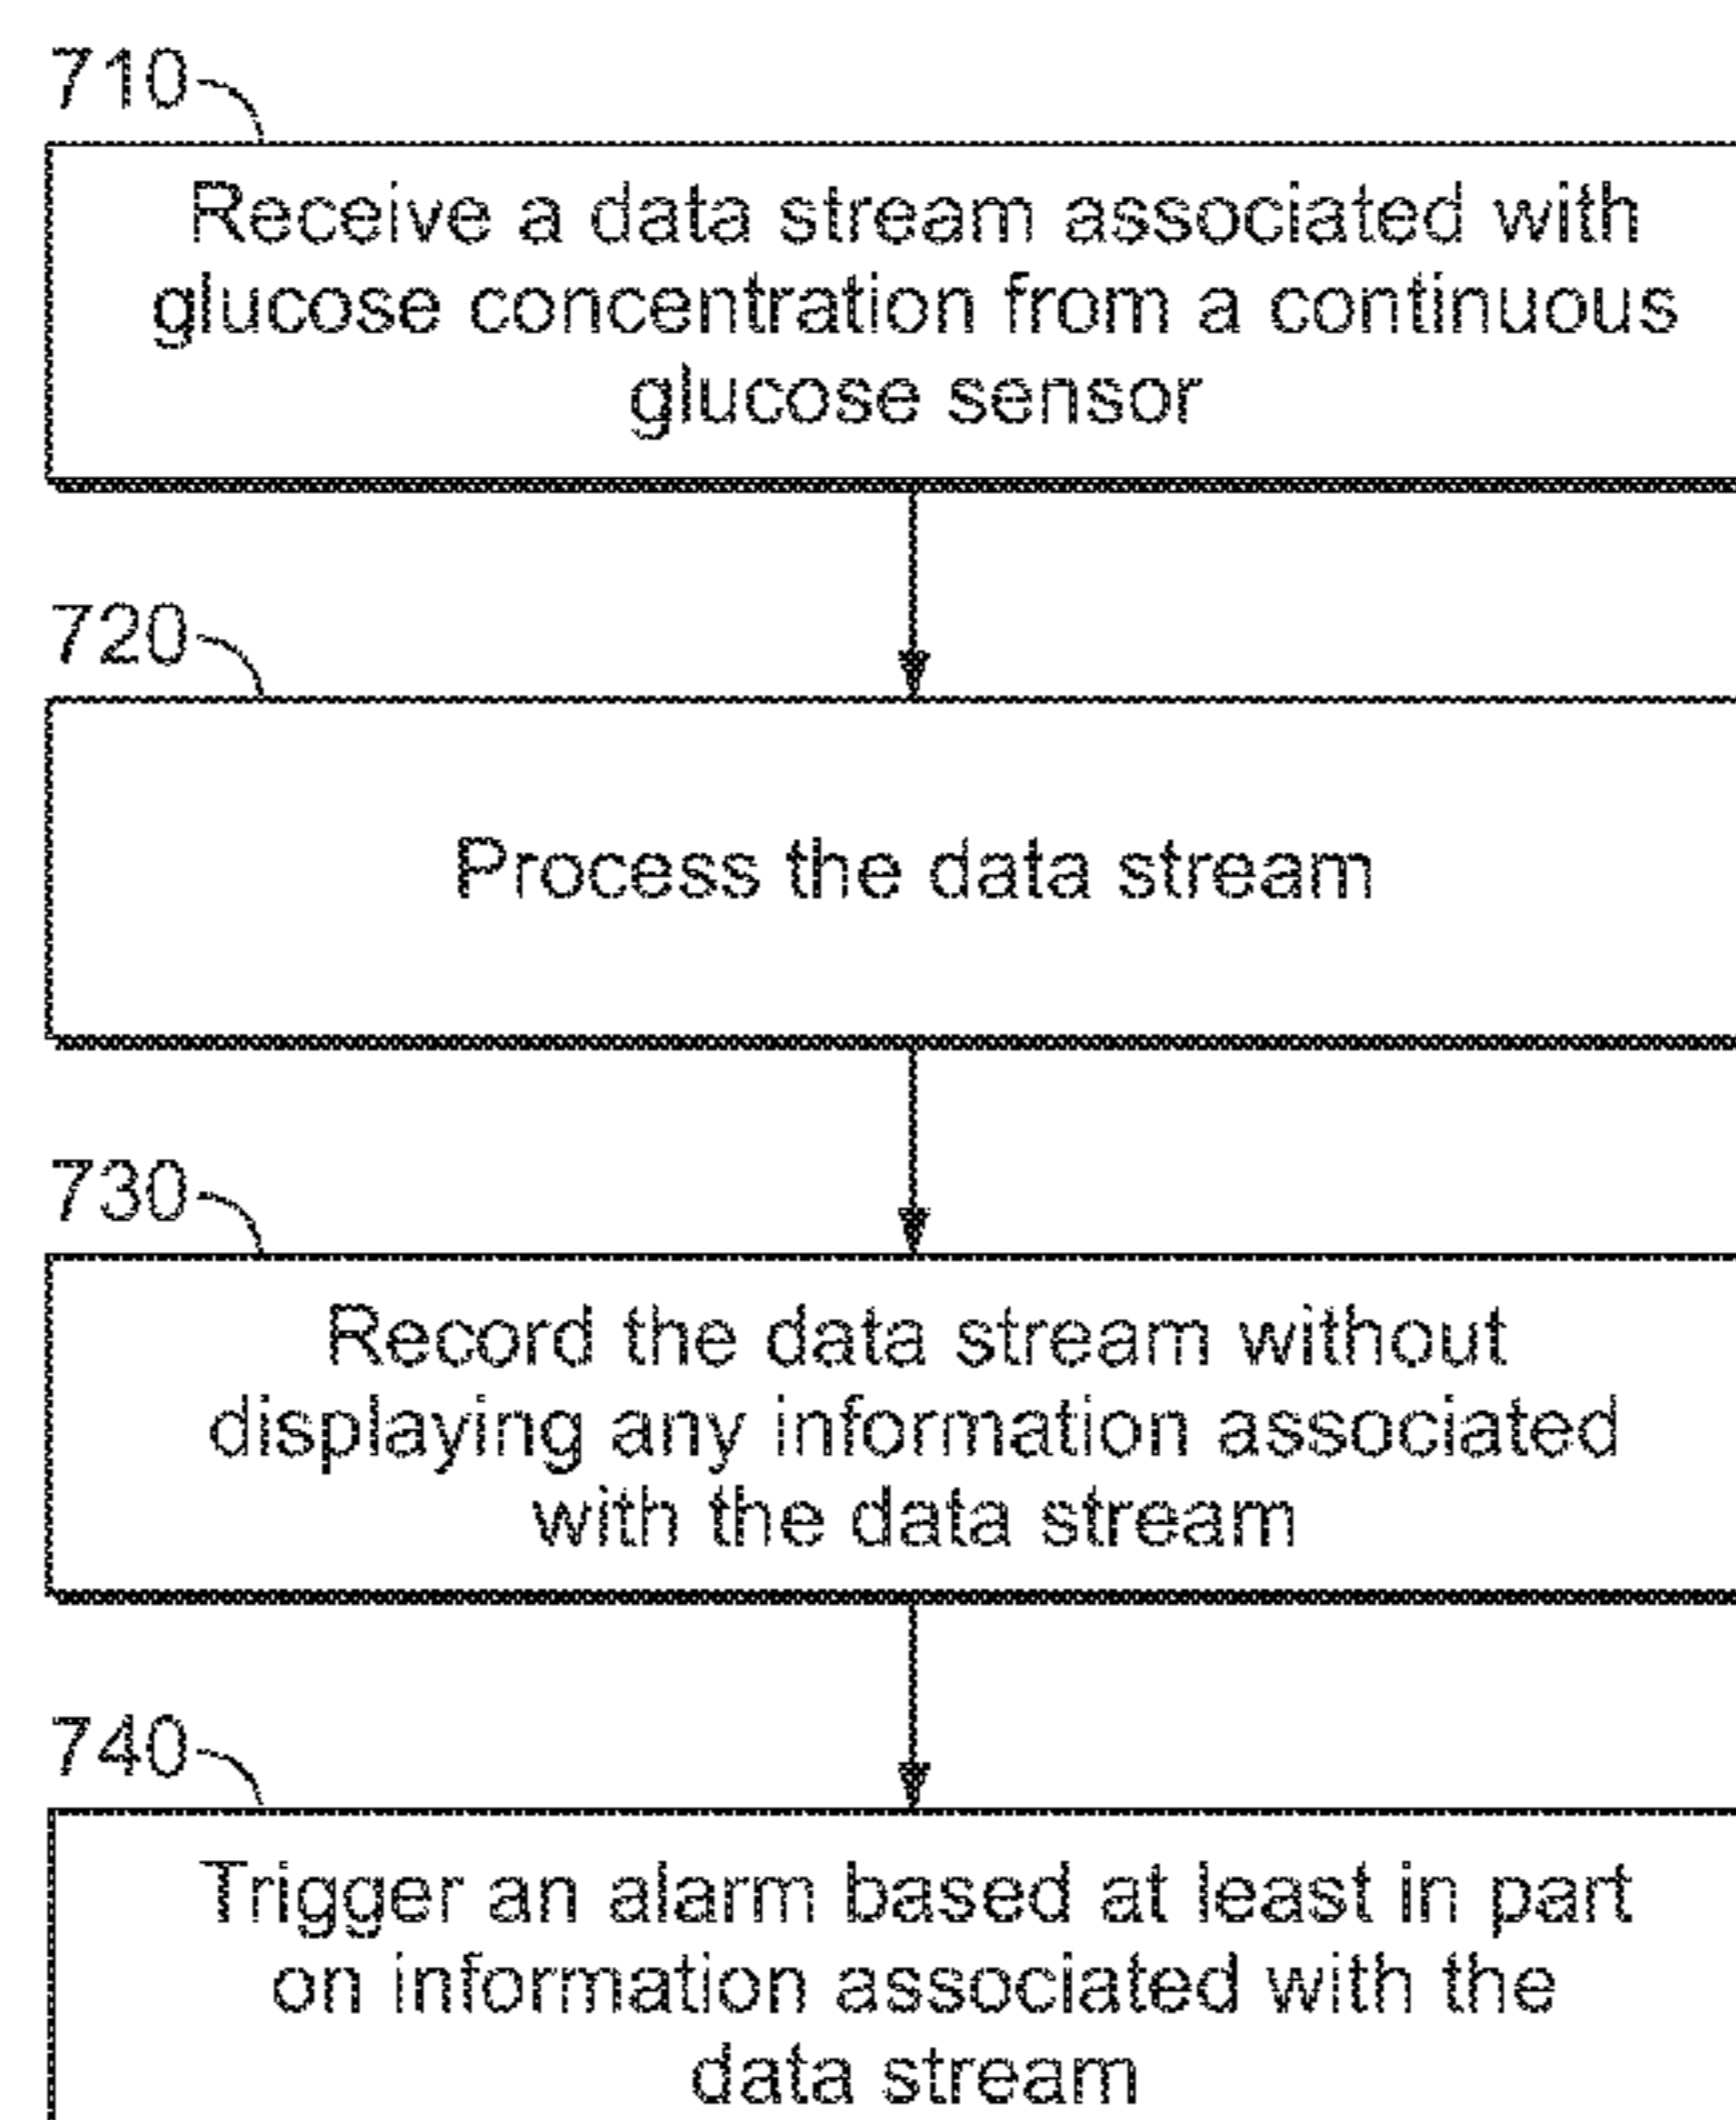 710
Receive a data stream associated with
glucose concentration from a continuous
glucose sensor
720
Process the data stream
730
Record the data stream without
displaying any information associated
with the data stream
740
Trigger an alarm based at least in part
on information associated with the
data stream